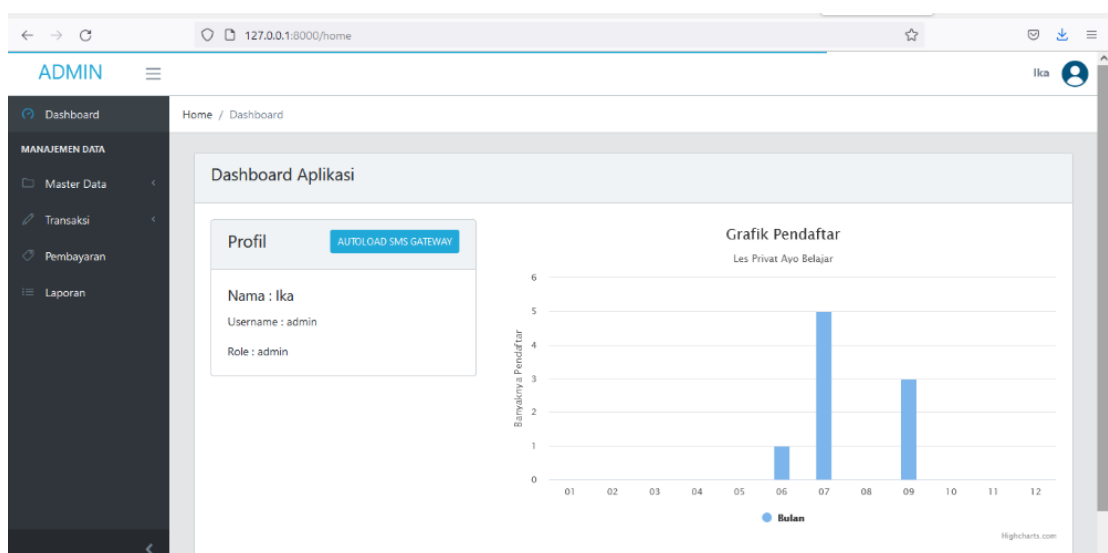 127.0.0.1:8000/home
ADMIN
Ika
Dashboard
Home / Dashboard
MANAJEMEN DATA
Master Data
Transaksi
Pembayaran
Laporan
Dashboard Aplikasi
Profil
AUTOLOAD SMS GATEWAY
Nama : Ika
Username : admin
Role : admin
Grafik Pendaftar
Les Privat Ayo Belajar
Banyaknya Pendaftar
6
5
4
3
2
1
0
01 02 03 04 05 06 07 08 09 10 11 12
Bulan
Highcharts.com